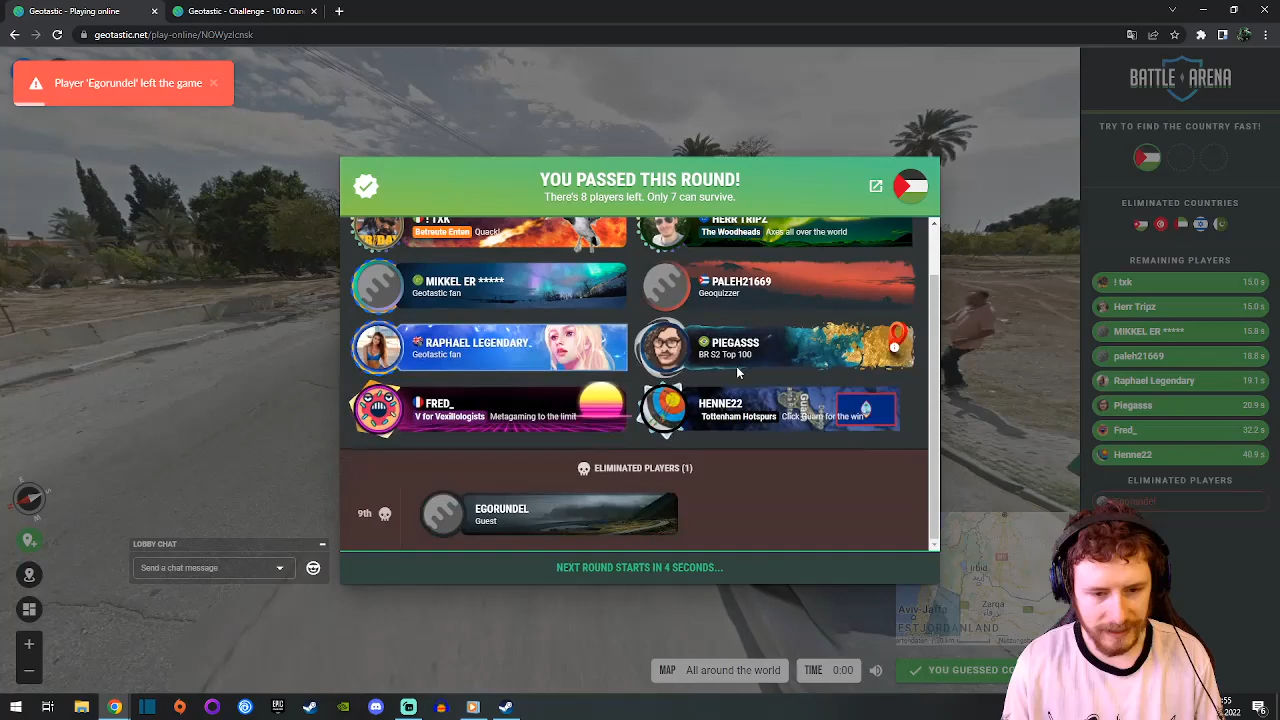 Geotastic - Play online
Geotastic - Challenge - 100 roun
geotastic.net/play-online/NOWyzlcnsk
Player 'Egorundel' left the game
BATTLE ARENA
TRY TO FIND THE COUNTRY FAST!
ELIMINATED COUNTRIES
REMAINING PLAYERS
! txk 15.0 s
Herr Tripz 15.0 s
MIKKEL ER ***** 15.8 s
paleh21669 18.8 s
Raphael Legendary 19.1 s
Piegasss 20.9 s
Fred_ 32.2 s
Henne22 40.9 s
ELIMINATED PLAYERS
Egorundel
YOU PASSED THIS ROUND!
There's 8 players left. Only 7 can survive.
! TXK
Betreute Enten Quack!
HERR TRIPZ
The Woodheads Axes all over the world
MIKKEL ER *****
Geotastic fan
PALEH21669
Geoquizzer
RAPHAEL LEGENDARY
Geotastic fan
PIEGASSS
BR S2 Top 100
FRED_
V for Vexillologists Metagaming to the limit
HENNE22
Tottenham Hotspurs Click Guam for the win
ELIMINATED PLAYERS (1)
9th
EGORUNDEL
Guest
NEXT ROUND STARTS IN 4 SECONDS...
LOBBY CHAT
Send a chat message
Irbid
Zarqa
Aviv-Jaffa
ESTJORDANLAND
MAP All around the world
TIME 0:00
YOU GUESSED CO